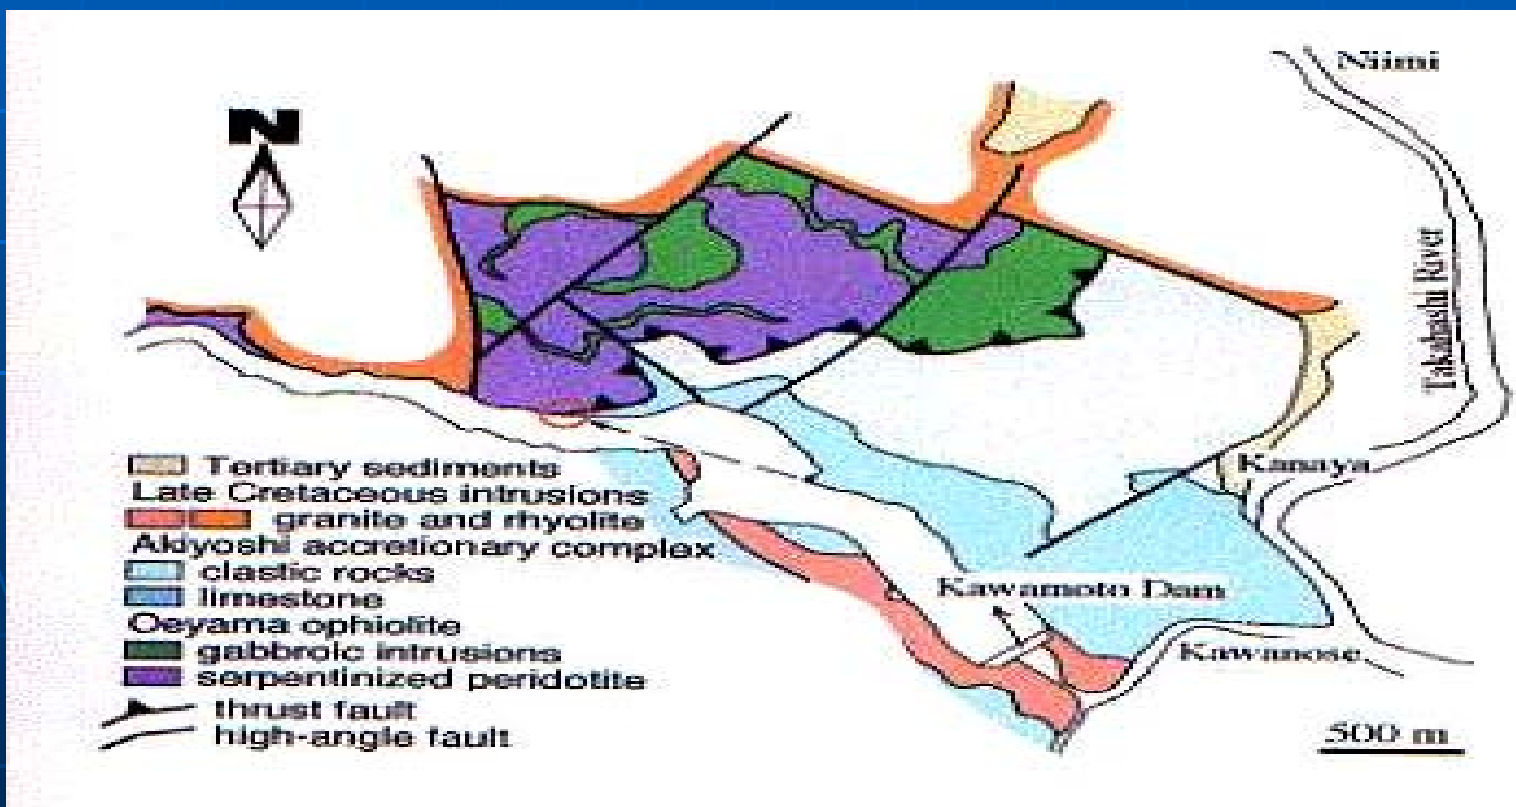 Niimi
N
Takahashi River
Tertiary sediments
Kanaya
Late Cretaceous intrusions
granite and rhyolite
Akiyoshi accretionary complex
clastic rocks
Kawamoto Dam
limestone
Oeyama ophiolite
gabbroic intrusions
Kawanose
serpentinized peridotite
thrust fault
high-angle fault
500 m